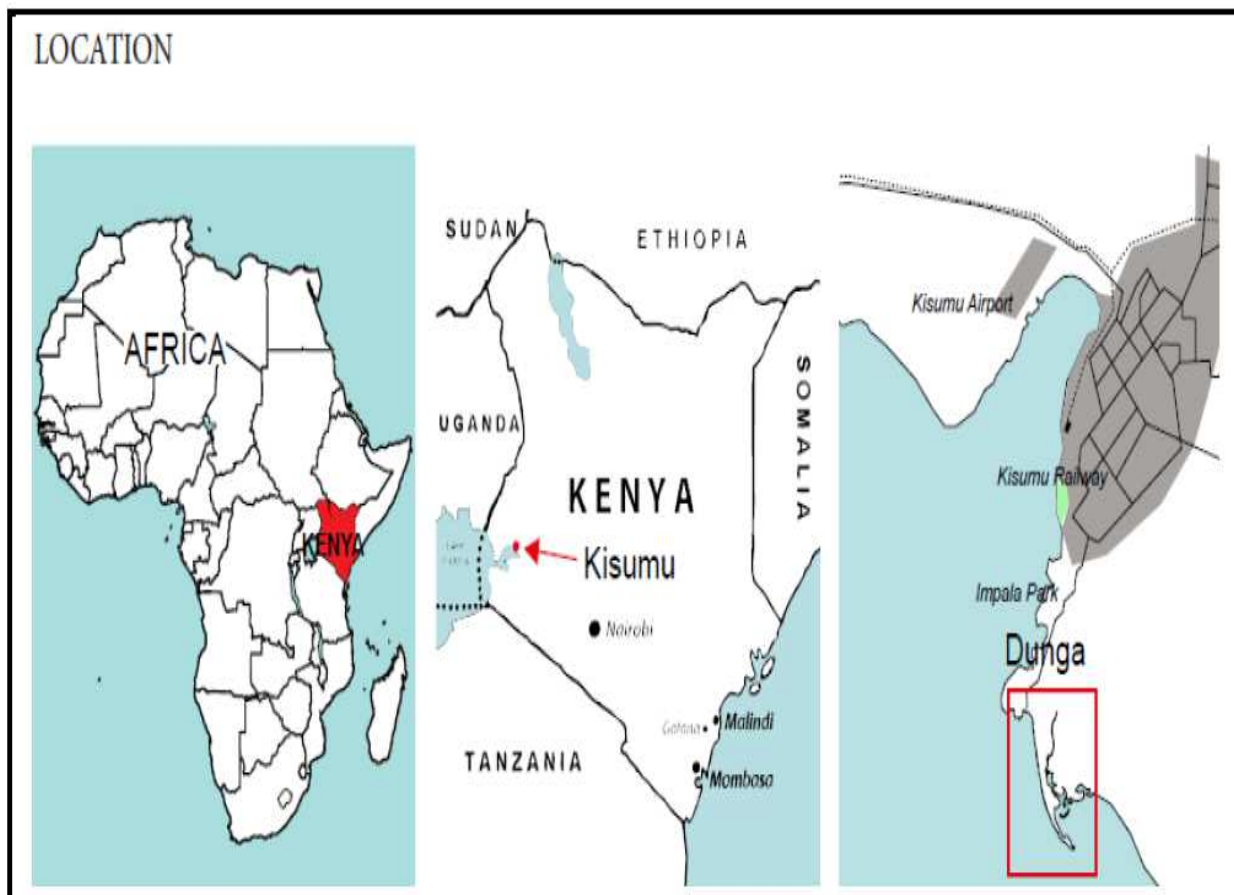 LOCATION
AFRICA
KENYA
SUDAN
ETHIOPIA
UGANDA
SOMALIA
KENYA
Kisumu
Nairobi
Malindi
Mombasa
TANZANIA
Kisumu Airport
Kisumu Railway
Impala Park
Dunga